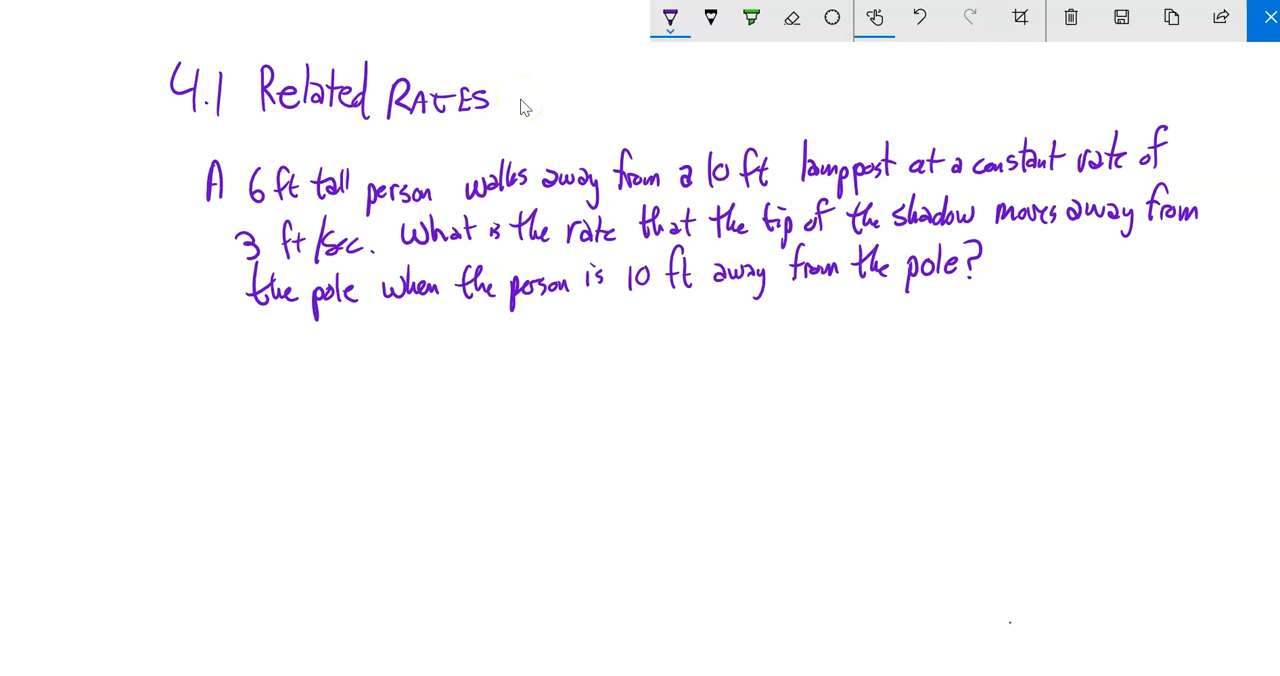 4.1 Related RATES
A 6 ft tall person walks away from a 10 ft lamppost at a constant rate of
3 ft/sec. What is the rate that the tip of the shadow moves away from
the pole when the person is 10 ft away from the pole?